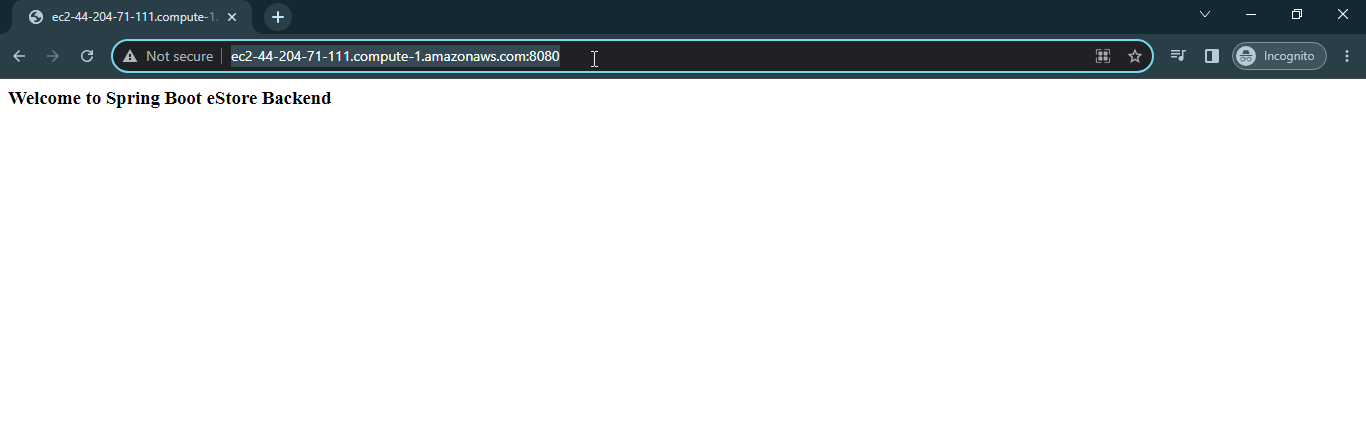 ec2-44-204-71-111.compute-1.
Not secure
ec2-44-204-71-111.compute-1.amazonaws.com:8080
Incognito
Welcome to Spring Boot eStore Backend